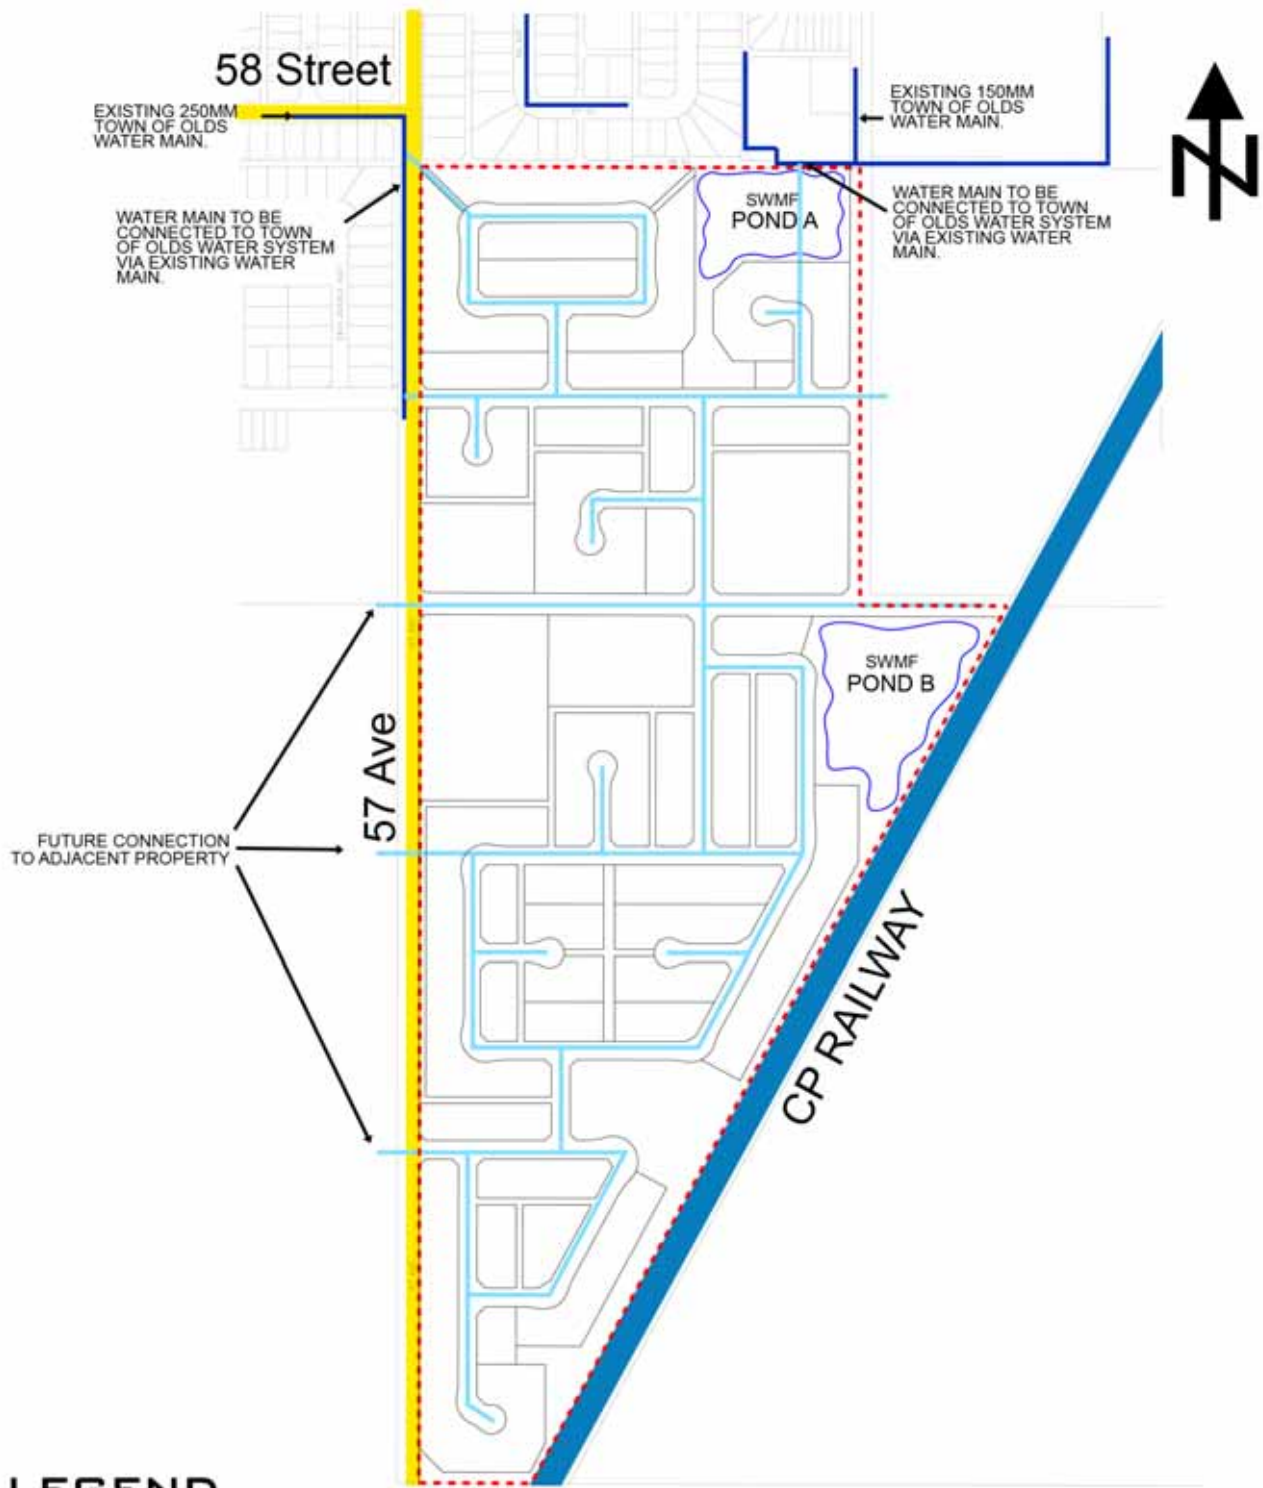 58 Street
EXISTING 250MM
TOWN OF OLDS
WATER MAIN.
EXISTING 150MM
TOWN OF OLDS
WATER MAIN.
N
WATER MAIN TO BE
CONNECTED TO TOWN
OF OLDS WATER SYSTEM
VIA EXISTING WATER
MAIN.
SWMF
POND A
WATER MAIN TO BE
CONNECTED TO TOWN
OF OLDS WATER SYSTEM
VIA EXISTING WATER
MAIN.
SWMF
POND B
57 Ave
FUTURE CONNECTION
TO ADJACENT PROPERTY
CP RAILWAY
LEGEND